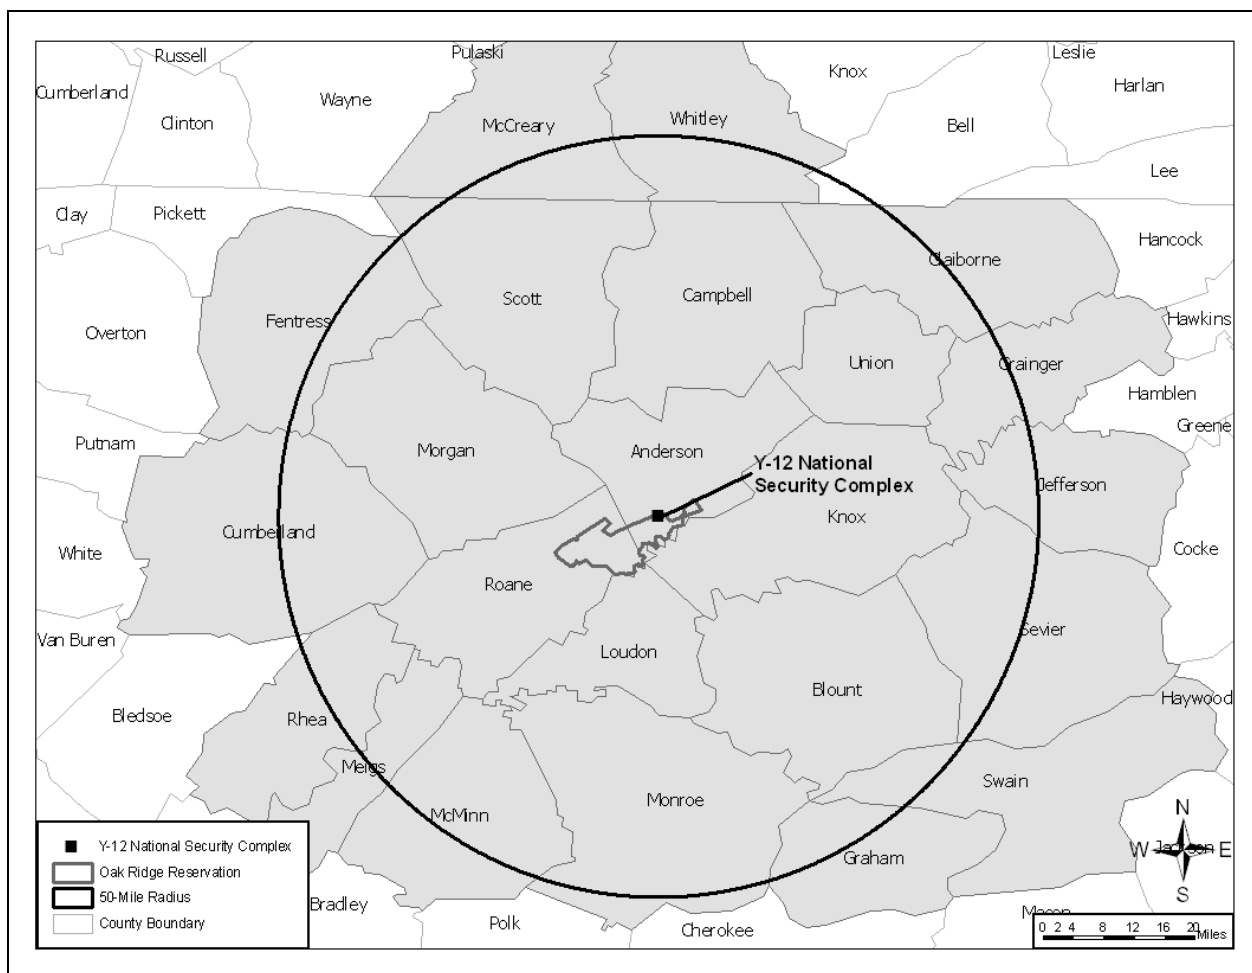 Russell
Pulaski
Leslie
Knox
Harlan
Cumberland
Wayne
Clinton
McCreary
Whitley
Bell
Lee
Clay
Pickett
Hancock
Claiborne
Scott
Campbell
Fentress
Hawkins
Overton
Union
Grainger
Hamblen
Greene
Putnam
Morgan
Anderson
Y-12 National
Security Complex
Jefferson
Knox
Cumberland
White
Cocke
Roane
Van Buren
Loudon
Sevier
Blount
Haywood
Bledsoe
Rhea
Meigs
Swain
Monroe
McMinn
Graham
Jackson
N
W
E
S
Y-12 National Security Complex
Oak Ridge Reservation
50-Mile Radius
County Boundary
Bradley
Polk
Cherokee
Macon
0 2 4 8 12 16 20
Miles